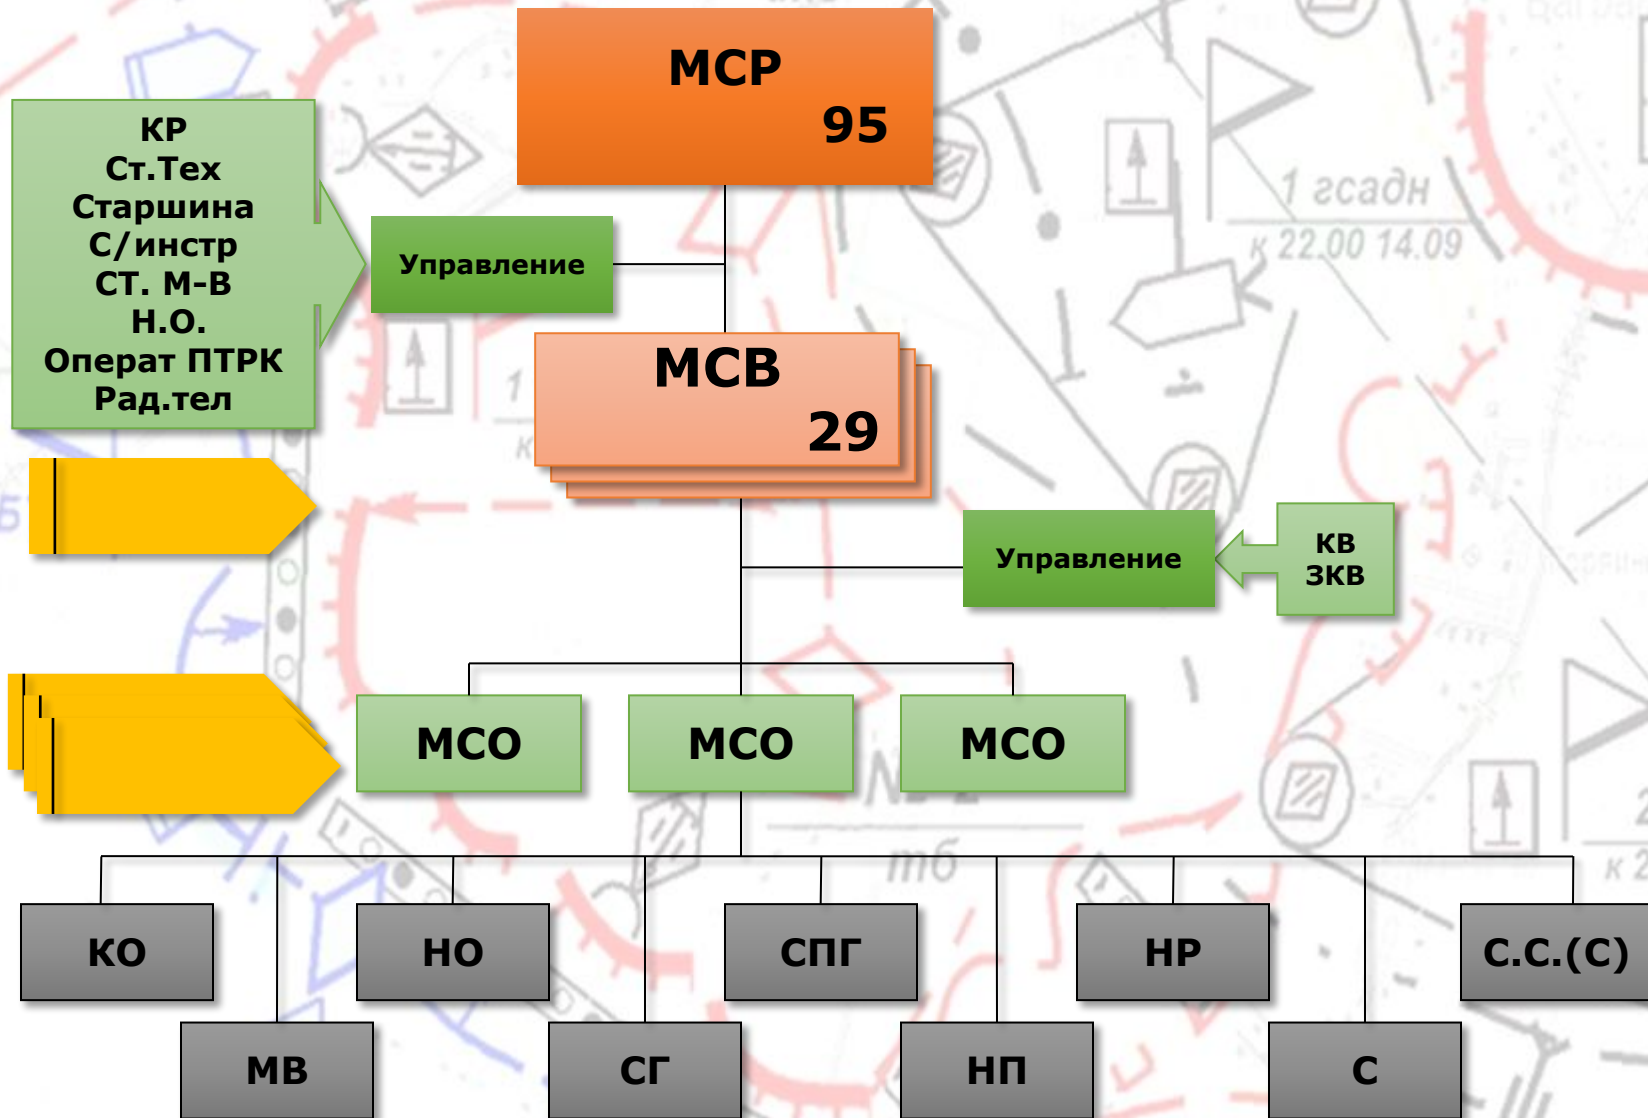 МСР
95
КР
Ст.Тех
Старшина
С/инстр
СТ. М-В
Н.О.
Операт ПТРК
Рад.тел
Управление
МСВ
29
Управление
КВ
ЗКВ
МСО
МСО
МСО
КО
НО
СПГ
НР
С.С.(С)
МВ
СГ
НП
С
1 гсадн
к 22.00 14.09
тб